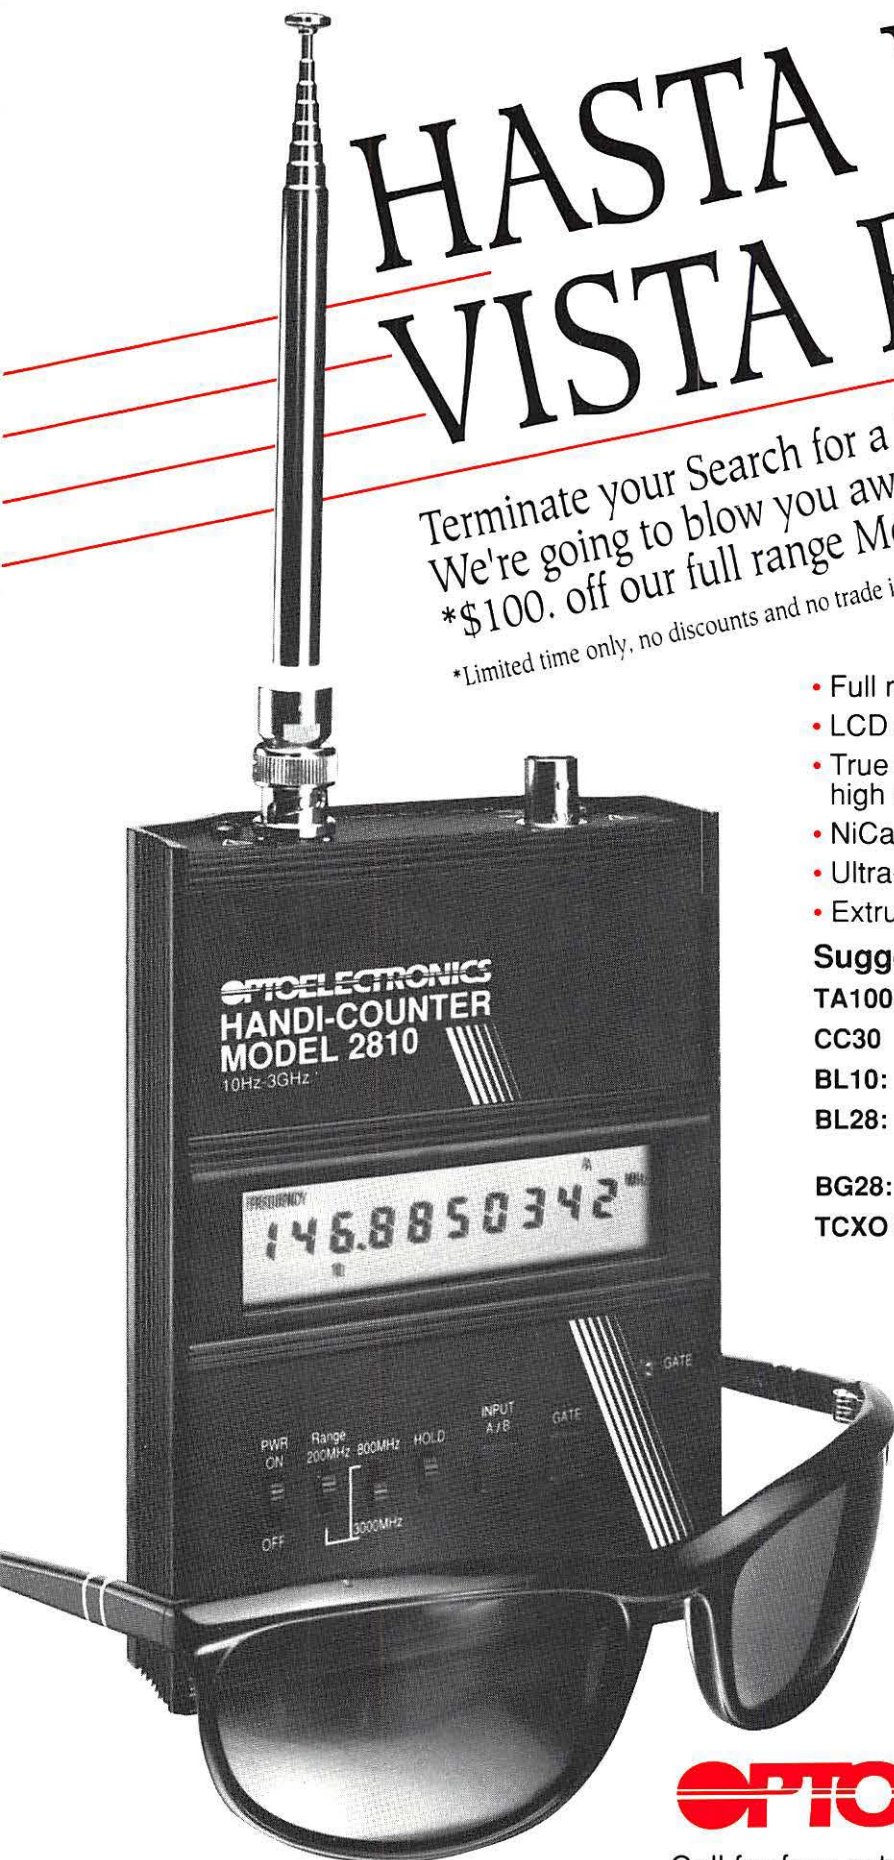 HASTA
VISTA
Terminate your Search for a
We're going to blow you aw
*$100. off our full range M
*Limited time only, no discounts and no trade i
• Full r
• LCD
• True
high
• NiCa
• Ultra
• Extru
Sugge
TA100
CC30
BL10:
BL28:
BG28:
TCXO
OPTOELECTRONICS
HANDI-COUNTER
MODEL 2810
10Hz-3GHz
FREQUENCY
A
146.8850342 MHz
10
GATE
PWR
ON
Range
200MHz
800MHz
HOLD
INPUT
A/B
GATE
OFF
3000MHz
OPTO